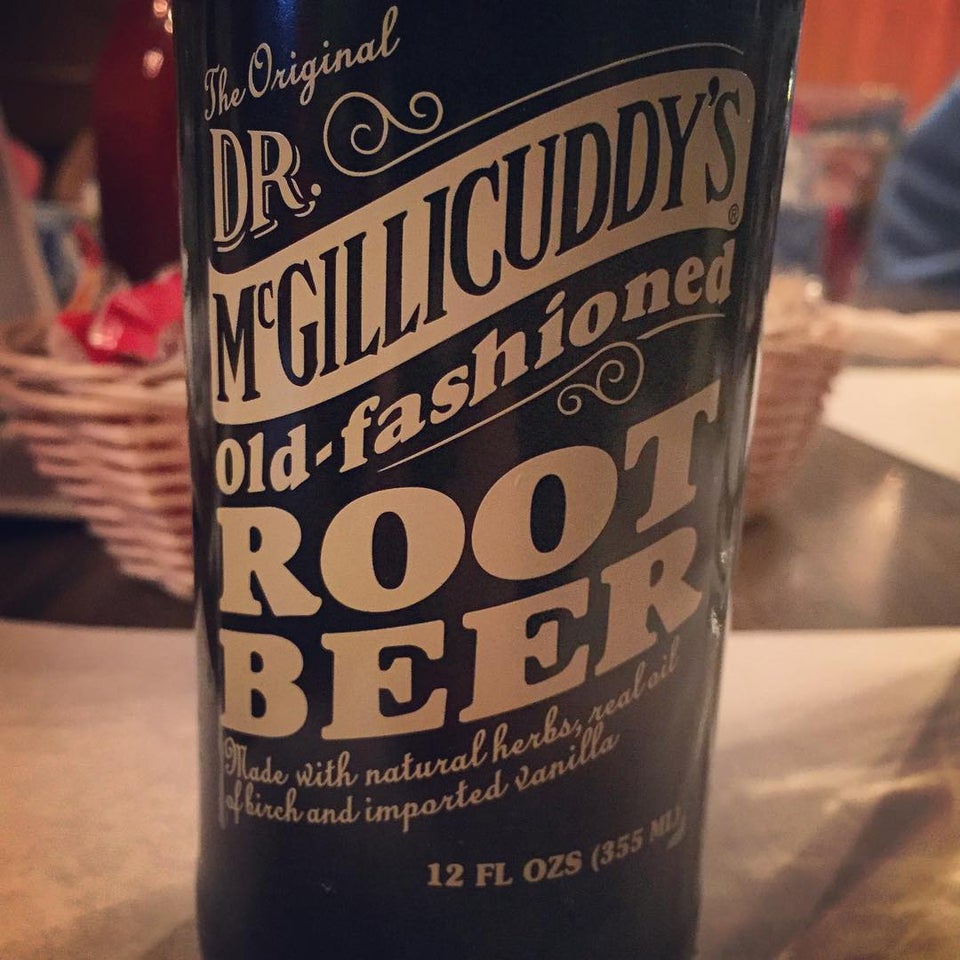 The Original
DR.
McGILLICUDDY'S®
Old-fashioned
ROOT
BEER
Made with natural herbs, real oil
of birch and imported vanilla
12 FL OZS (355 ML)